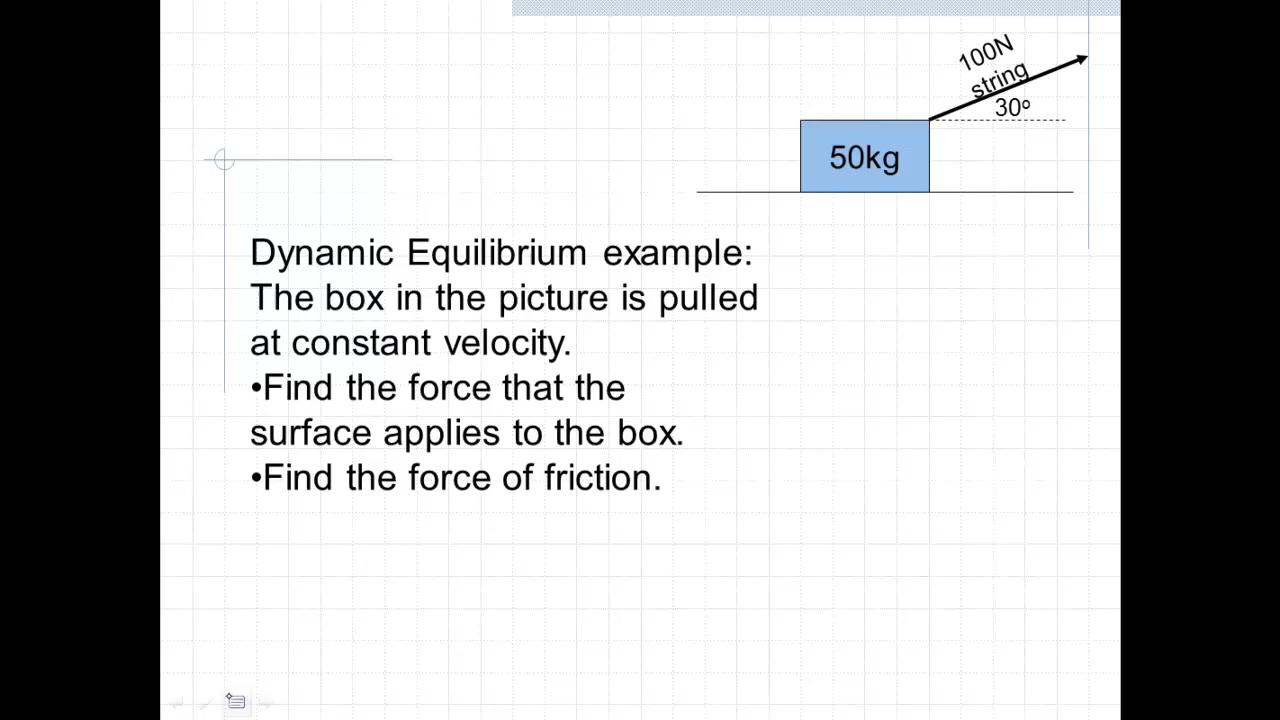 100N
string
30°
50kg
Dynamic Equilibrium example:
The box in the picture is pulled
at constant velocity.
•Find the force that the
surface applies to the box.
•Find the force of friction.